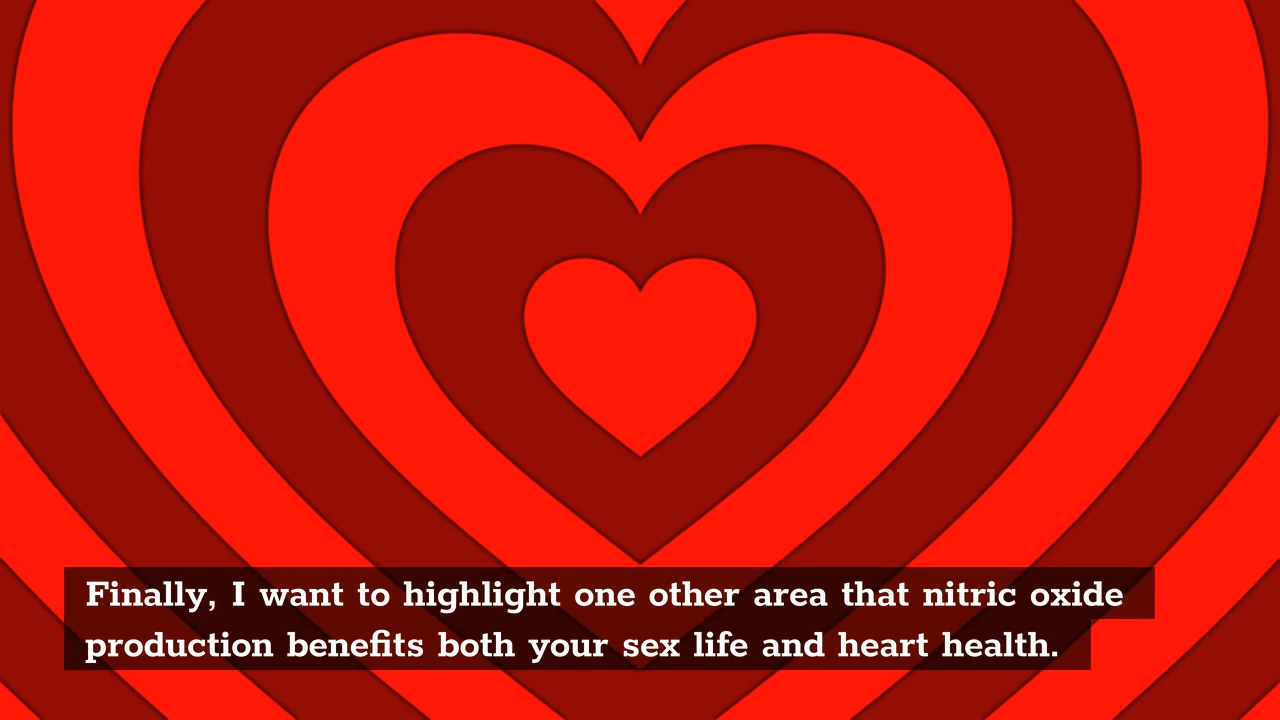 Finally, I want to highlight one other area that nitric oxide
production benefits both your sex life and heart health.